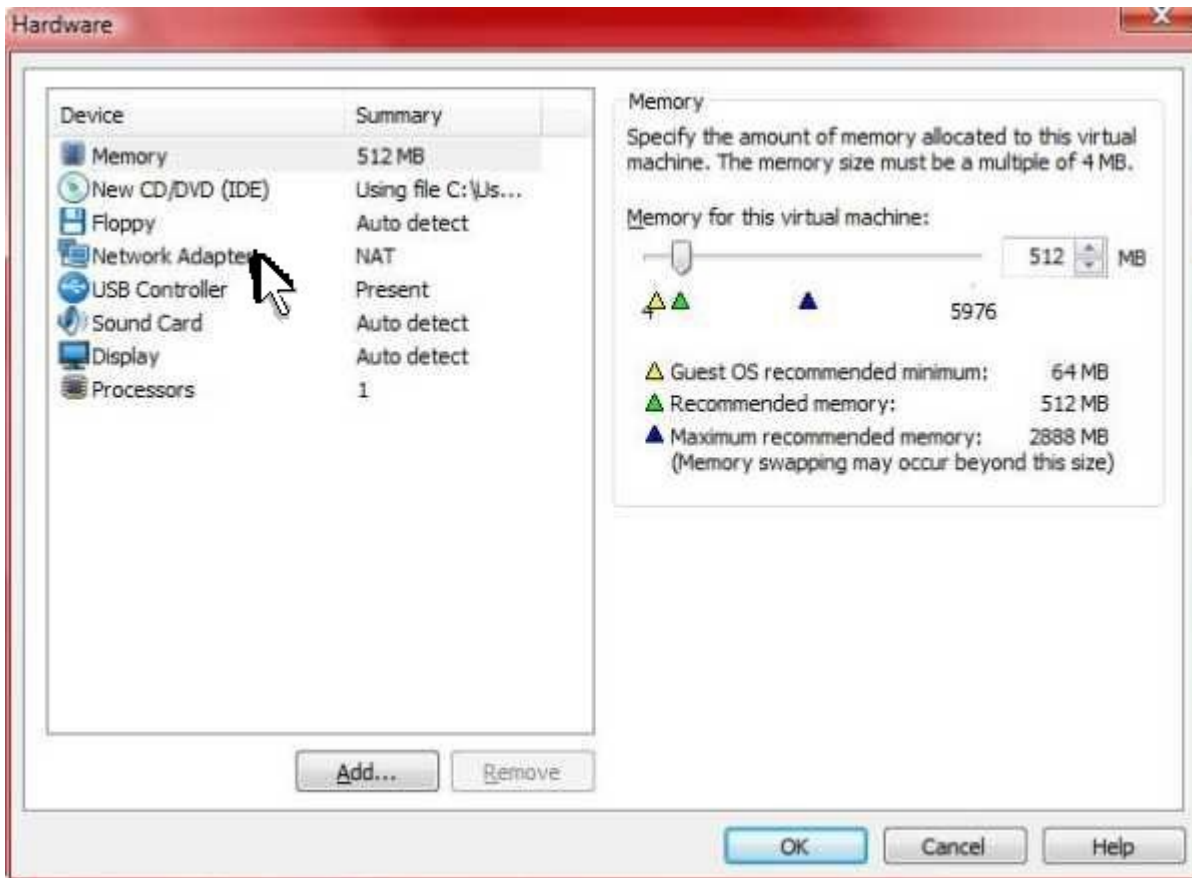 Hardware
Device Summary
Memory 512 MB
New CD/DVD (IDE) Using file C:\Us...
Floppy Auto detect
Network Adapter NAT
USB Controller Present
Sound Card Auto detect
Display Auto detect
Processors 1
Add... Remove
Memory
Specify the amount of memory allocated to this virtual
machine. The memory size must be a multiple of 4 MB.
Memory for this virtual machine:
512 MB
4 5976
Guest OS recommended minimum: 64 MB
Recommended memory: 512 MB
Maximum recommended memory: 2888 MB
(Memory swapping may occur beyond this size)
OK Cancel Help